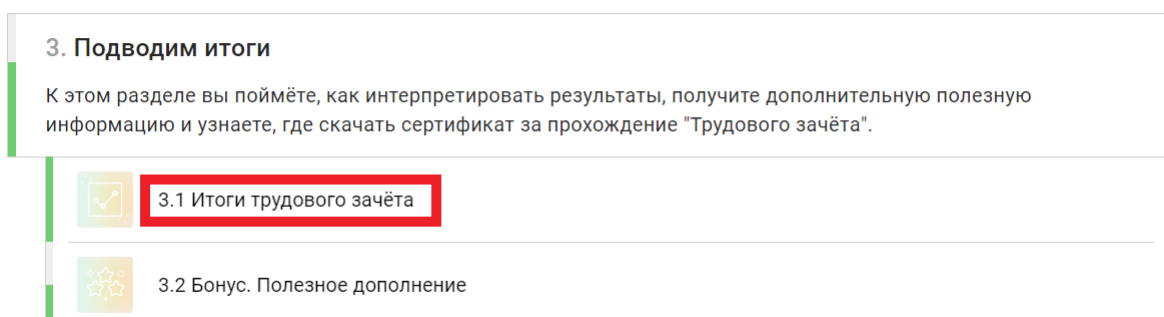 3. Подводим итоги
К этом разделе вы поймёте, как интерпретировать результаты, получите дополнительную полезную
информацию и узнаете, где скачать сертификат за прохождение "Трудового зачёта".
3.1 Итоги трудового зачёта
3.2 Бонус. Полезное дополнение